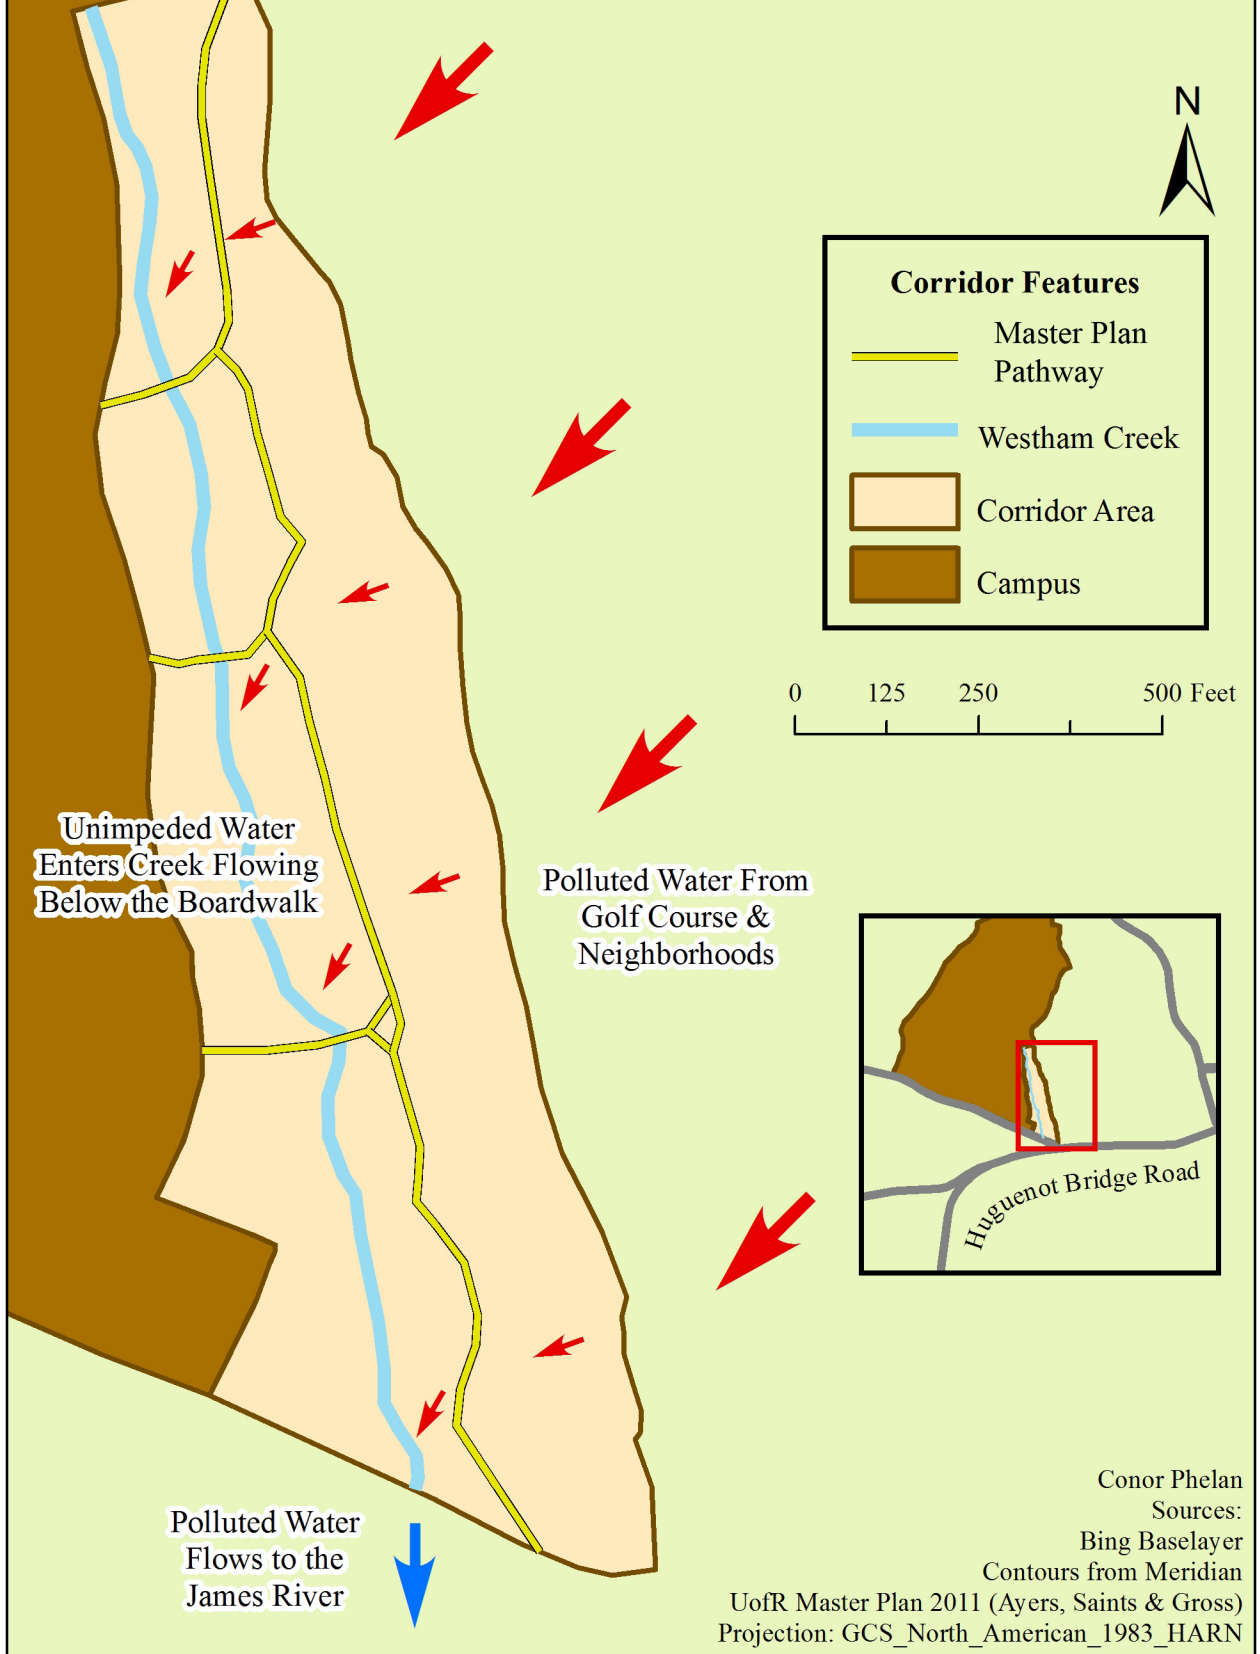 N
Corridor Features
Master Plan
Pathway
Westham Creek
Corridor Area
Campus
0 125 250 500 Feet
Unimpeded Water
Enters Creek Flowing
Below the Boardwalk
Polluted Water From
Golf Course &
Neighborhoods
Huguenot Bridge Road
Polluted Water
Flows to the
James River
Conor Phelan
Sources:
Bing Baselayer
Contours from Meridian
UofR Master Plan 2011 (Ayers, Saints & Gross)
Projection: GCS_North_American_1983_HARN